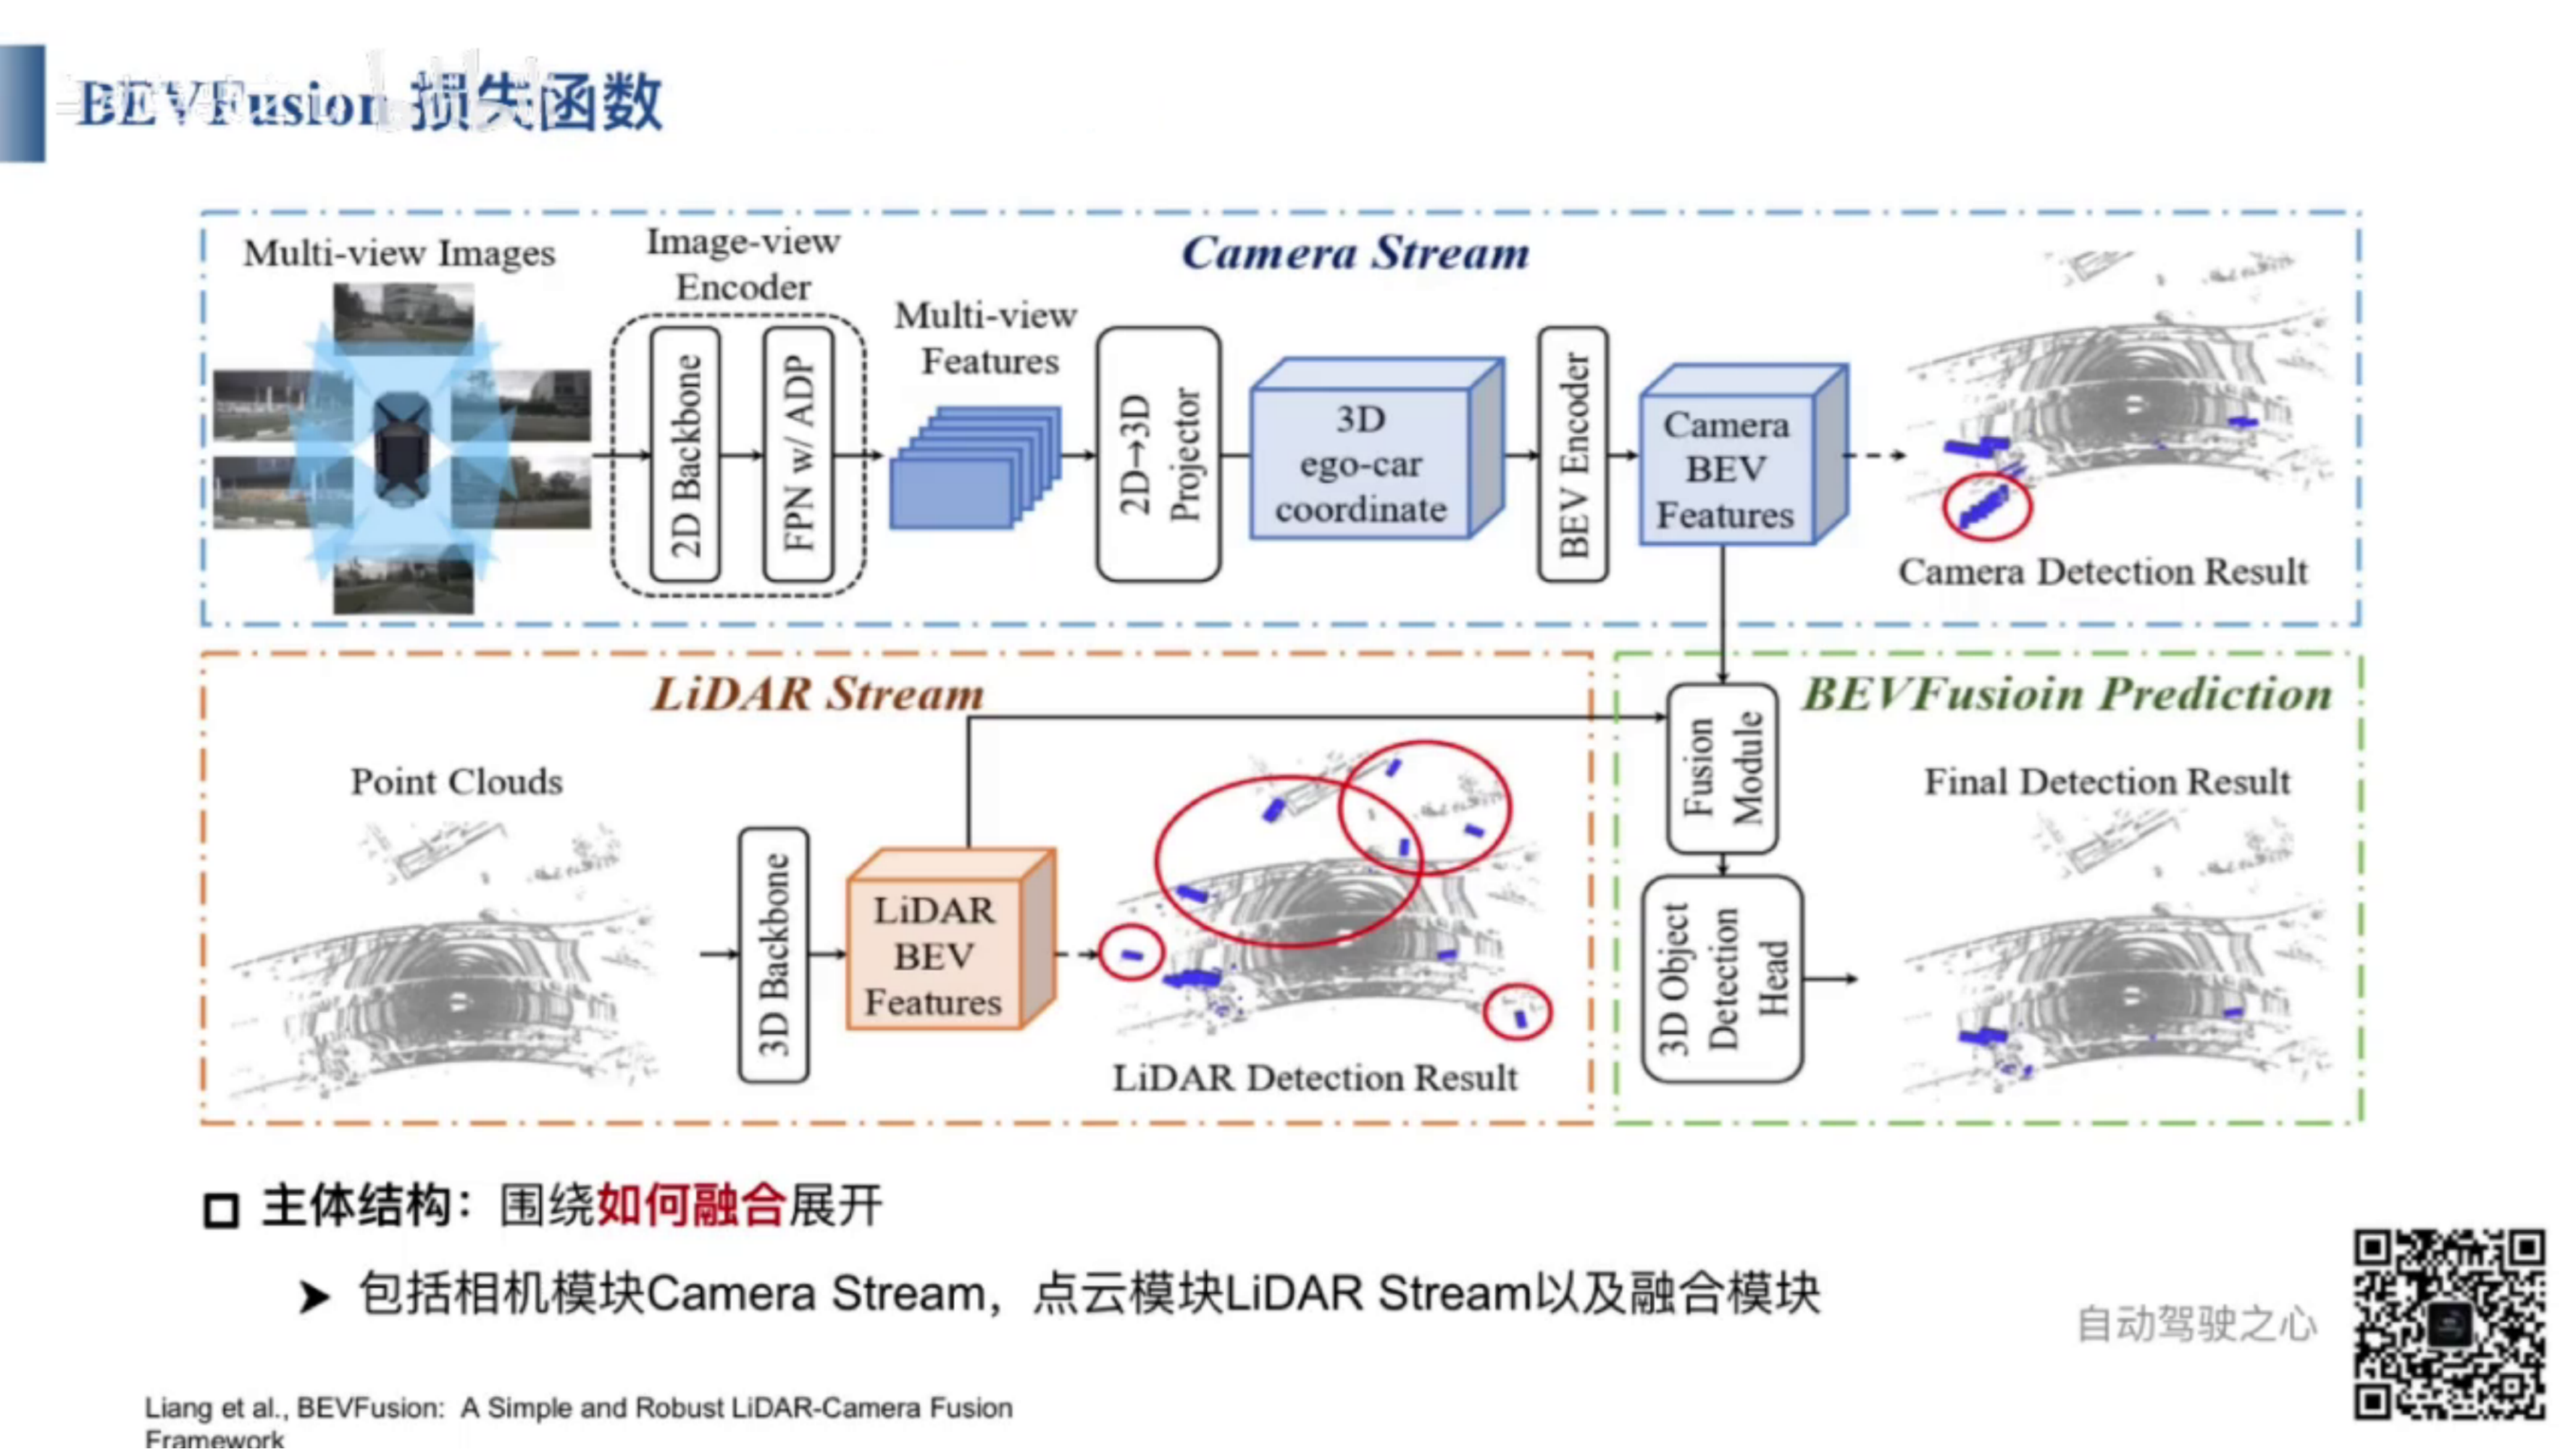 BEVFusion 损失函数
Multi-view Images
Image-view
Encoder
2D Backbone
FPN w/ ADP
Multi-view
Features
Camera Stream
2D→3D
Projector
3D
ego-car
coordinate
BEV Encoder
Camera
BEV
Features
Camera Detection Result
LiDAR Stream
Point Clouds
3D Backbone
LiDAR
BEV
Features
LiDAR Detection Result
BEVFusioin Prediction
Fusion
Module
3D Object
Detection
Head
Final Detection Result
主体结构：围绕如何融合展开
包括相机模块Camera Stream，点云模块LiDAR Stream以及融合模块
自动驾驶之心
Liang et al., BEVFusion: A Simple and Robust LiDAR-Camera Fusion
Framework